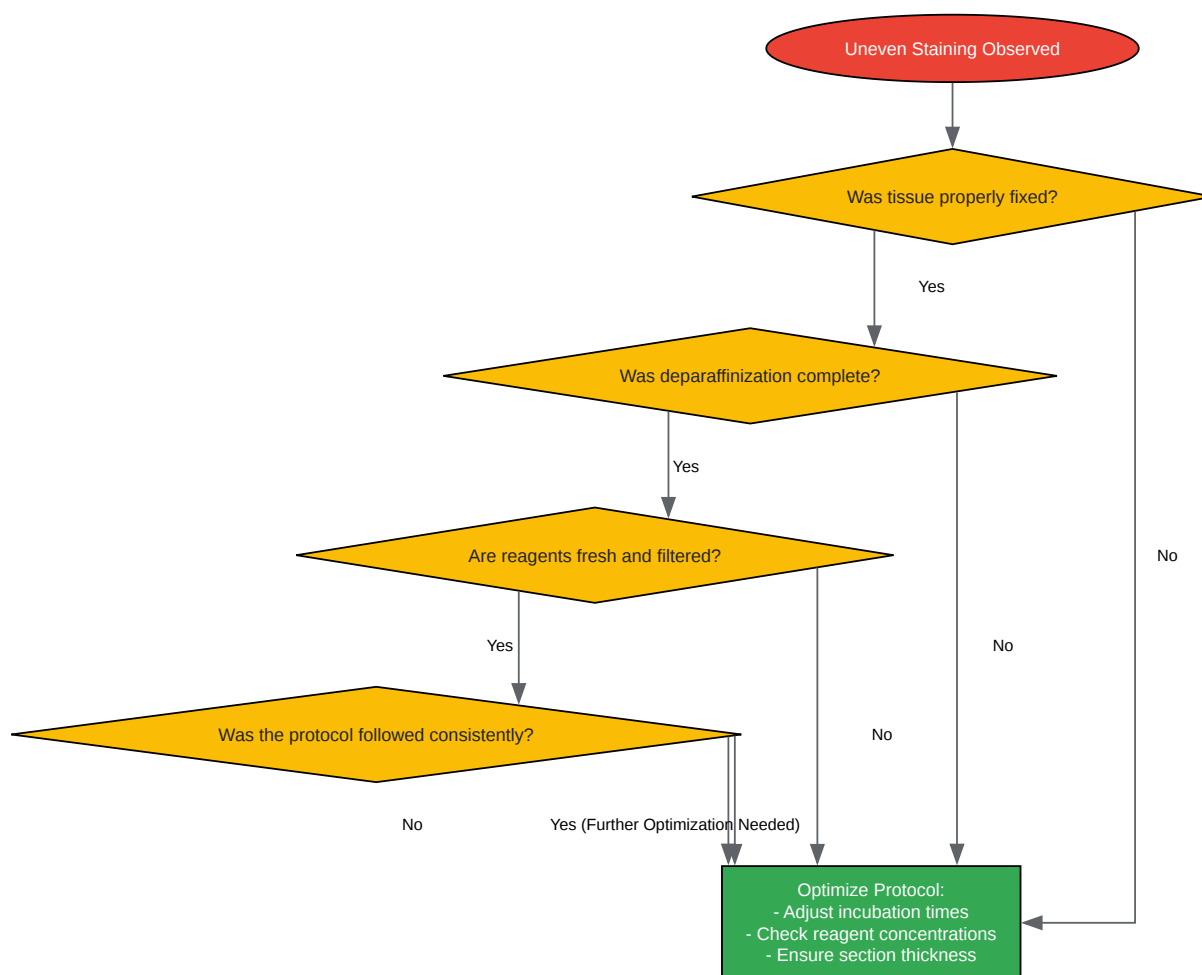 Uneven Staining Observed
Was tissue properly fixed?
Yes
Was deparaffinization complete?
Yes
Are reagents fresh and filtered?
No
Yes
No
Was the protocol followed consistently?
No
No
Yes (Further Optimization Needed)
Optimize Protocol:
- Adjust incubation times
- Check reagent concentrations
- Ensure section thickness